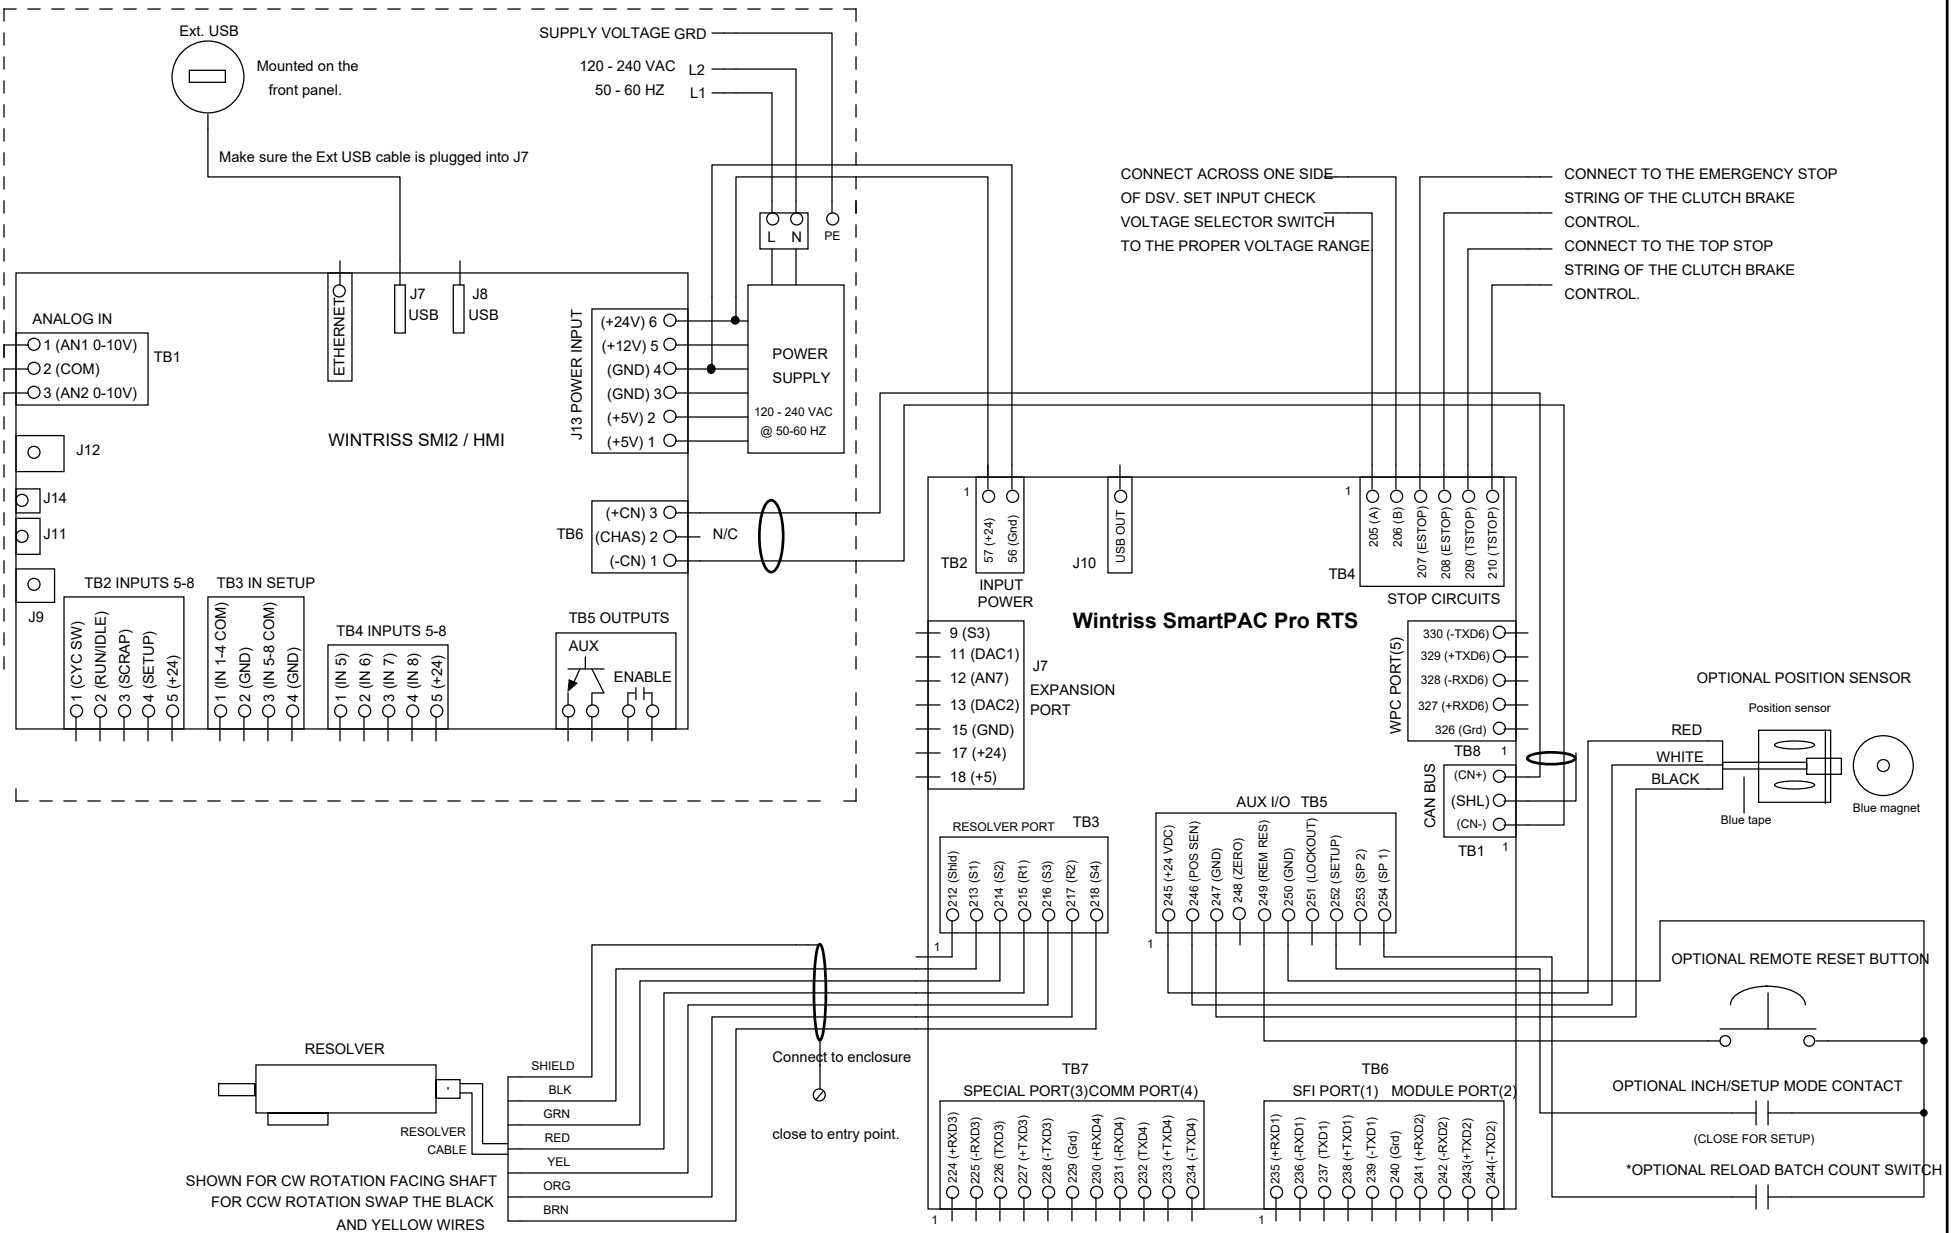 Ext. USB
Mounted on the
front panel.
Make sure the Ext USB cable is plugged into J7
SUPPLY VOLTAGE GRD
120 - 240 VAC L2
50 - 60 HZ L1
L N PE
CONNECT ACROSS ONE SIDE
OF DSV. SET INPUT CHECK
VOLTAGE SELECTOR SWITCH
TO THE PROPER VOLTAGE RANGE.
CONNECT TO THE EMERGENCY STOP
STRING OF THE CLUTCH BRAKE
CONTROL.
CONNECT TO THE TOP STOP
STRING OF THE CLUTCH BRAKE
CONTROL.
ANALOG IN
1 (AN1 0-10V)
2 (COM)
3 (AN2 0-10V)
TB1
ETHERNET
J7
USB
J8
USB
J13 POWER INPUT
(+24V) 6
(+12V) 5
(GND) 4
(GND) 3
(+5V) 2
(+5V) 1
POWER
SUPPLY
120 - 240 VAC
@ 50-60 HZ
WINTRISS SMI2 / HMI
J12
J14
J11
J9
TB6
(+CN) 3
(CHAS) 2
(-CN) 1
N/C
TB2 INPUTS 5-8
1 (CYC SW)
2 (RUN/IDLE)
3 (SCRAP)
4 (SETUP)
5 (+24)
TB3 IN SETUP
1 (IN 1-4 COM)
2 (GND)
3 (IN 5-8 COM)
4 (GND)
TB4 INPUTS 5-8
1 (IN 5)
2 (IN 6)
3 (IN 7)
4 (IN 8)
5 (+24)
TB5 OUTPUTS
AUX
ENABLE
1
57 (+24)
56 (Gnd)
TB2
INPUT
POWER
J10
USB OUT
1
205 (A)
206 (B)
207 (ESTOP)
208 (ESTOP)
209 (TSTOP)
210 (TSTOP)
TB4
STOP CIRCUITS
Wintriss SmartPAC Pro RTS
9 (S3)
11 (DAC1)
12 (AN7)
13 (DAC2)
15 (GND)
17 (+24)
18 (+5)
J7
EXPANSION
PORT
WPC PORT(5)
330 (-TXD6)
329 (+TXD6)
328 (-RXD6)
327 (+RXD6)
326 (Grd)
TB8 1
CAN BUS
(CN+)
(SHL)
(CN-)
TB1 1
OPTIONAL POSITION SENSOR
Position sensor
RED
WHITE
BLACK
Blue tape
Blue magnet
RESOLVER PORT TB3
212 (Shld)
213 (S1)
214 (S2)
215 (R1)
216 (S3)
217 (R2)
218 (S4)
1
AUX I/O TB5
245 (+24 VDC)
246 (POS SEN)
247 (GND)
248 (ZERO)
249 (REM RES)
250 (GND)
251 (LOCKOUT)
252 (SETUP)
253 (SP 2)
254 (SP 1)
1
OPTIONAL REMOTE RESET BUTTON
OPTIONAL INCH/SETUP MODE CONTACT
(CLOSE FOR SETUP)
*OPTIONAL RELOAD BATCH COUNT SWITCH
RESOLVER
RESOLVER
CABLE
SHIELD
BLK
GRN
RED
YEL
ORG
BRN
SHOWN FOR CW ROTATION FACING SHAFT
FOR CCW ROTATION SWAP THE BLACK
AND YELLOW WIRES
Connect to enclosure
close to entry point.
TB7
SPECIAL PORT(3)COMM PORT(4)
224 (+RXD3)
225 (-RXD3)
226 (TXD3)
227 (+TXD3)
228 (-TXD3)
229 (Grd)
230 (+RXD4)
231 (-RXD4)
232 (TXD4)
233 (+TXD4)
234 (-TXD4)
1
TB6
SFI PORT(1) MODULE PORT(2)
235 (+RXD1)
236 (-RXD1)
237 (TXD1)
238 (+TXD1)
239 (-TXD1)
240 (Grd)
241 (+RXD2)
242 (-RXD2)
243(+TXD2)
244(-TXD2)
1